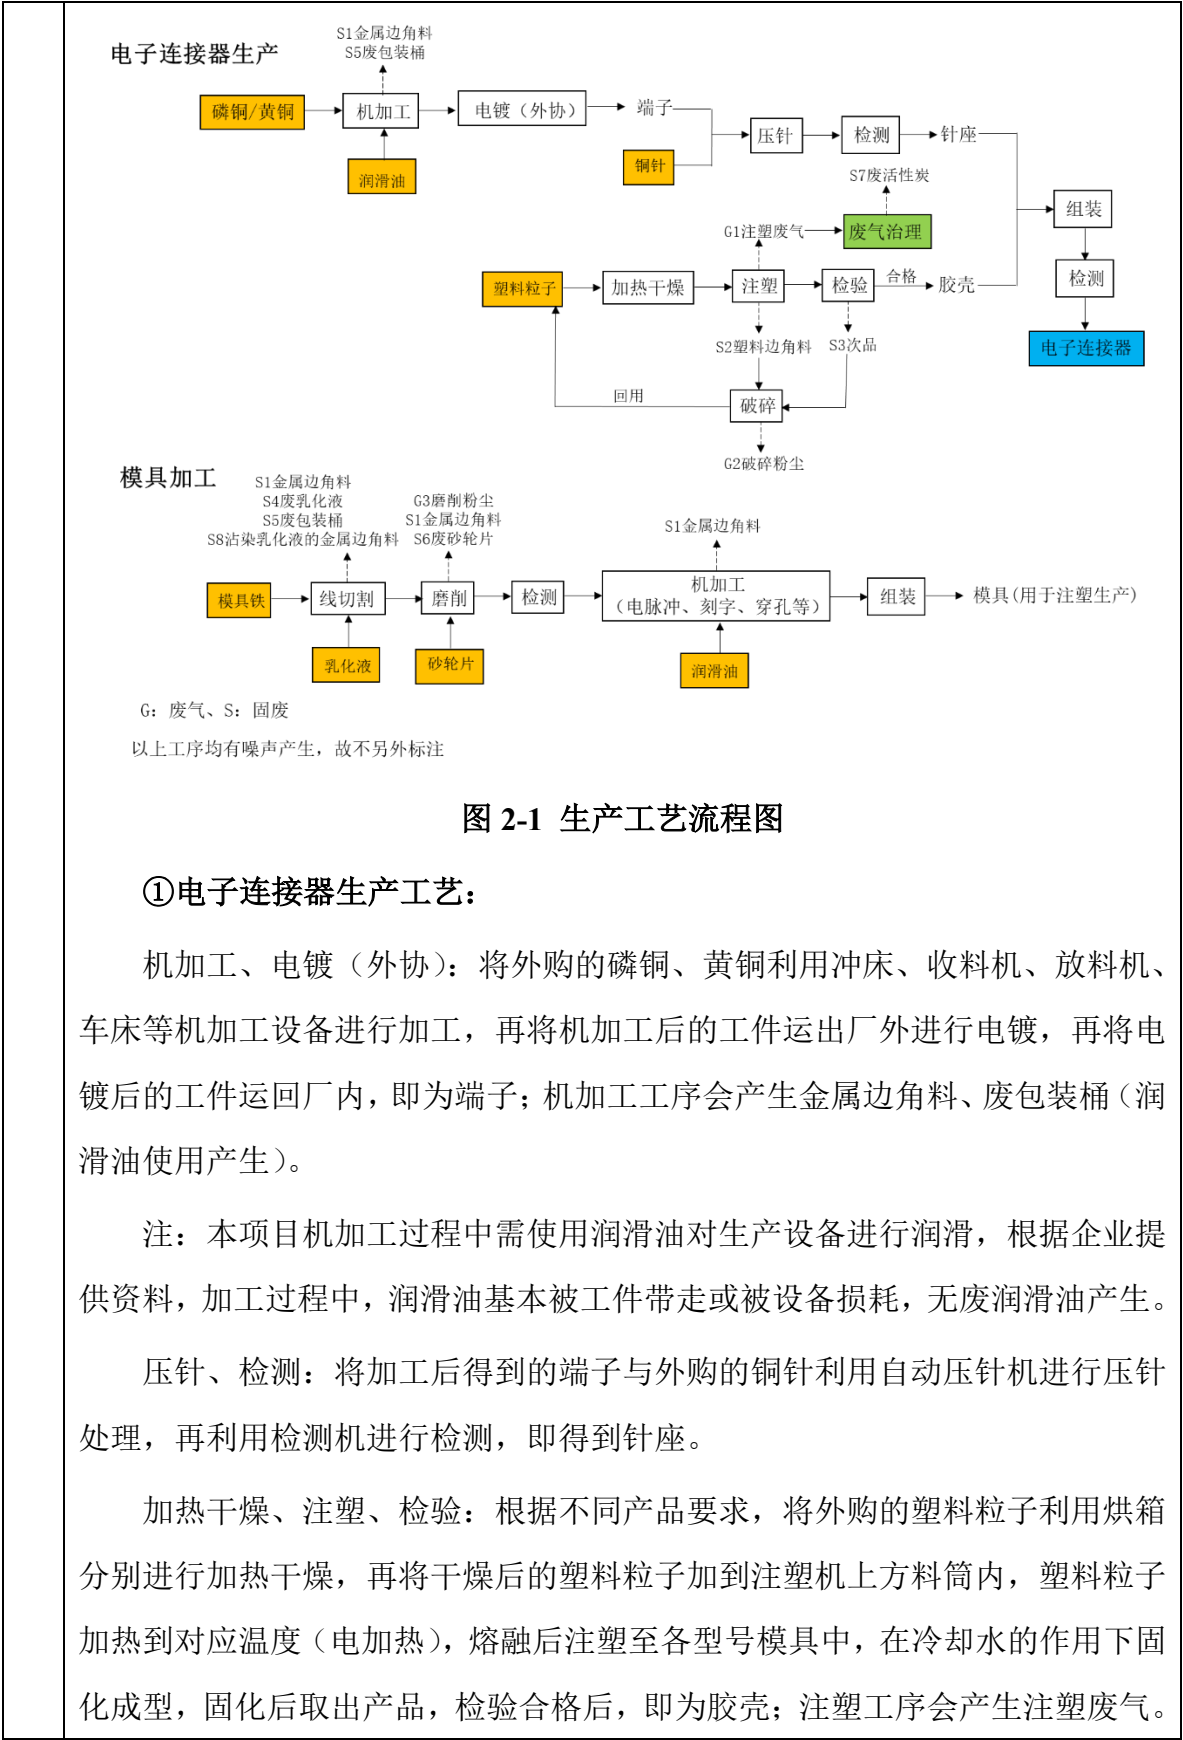 电子连接器生产
S1金属边角料
S5废包装桶
磷铜/黄铜
机加工
电镀（外协）
端子
润滑油
铜针
压针
检测
针座
S7废活性炭
G1注塑废气
废气治理
组装
塑料粒子
加热干燥
注塑
检验
合格
胶壳
检测
S2塑料边角料
S3次品
电子连接器
回用
破碎
G2破碎粉尘
模具加工
S1金属边角料
S4废乳化液
S5废包装桶
S8沾染乳化液的金属边角料
G3磨削粉尘
S1金属边角料
S6废砂轮片
S1金属边角料
模具铁
线切割
磨削
检测
机加工
（电脉冲、刻字、穿孔等）
组装
模具(用于注塑生产)
乳化液
砂轮片
润滑油
G：废气、S：固废
以上工序均有噪声产生，故不另外标注
图 2-1 生产工艺流程图
①电子连接器生产工艺：
机加工、电镀（外协）：将外购的磷铜、黄铜利用冲床、收料机、放料机、
车床等机加工设备进行加工，再将机加工后的工件运出厂外进行电镀，再将电
镀后的工件运回厂内，即为端子；机加工工序会产生金属边角料、废包装桶（润
滑油使用产生）。
注：本项目机加工过程中需使用润滑油对生产设备进行润滑，根据企业提
供资料，加工过程中，润滑油基本被工件带走或被设备损耗，无废润滑油产生。
压针、检测：将加工后得到的端子与外购的铜针利用自动压针机进行压针
处理，再利用检测机进行检测，即得到针座。
加热干燥、注塑、检验：根据不同产品要求，将外购的塑料粒子利用烘箱
分别进行加热干燥，再将干燥后的塑料粒子加到注塑机上方料筒内，塑料粒子
加热到对应温度（电加热），熔融后注塑至各型号模具中，在冷却水的作用下固
化成型，固化后取出产品，检验合格后，即为胶壳；注塑工序会产生注塑废气。